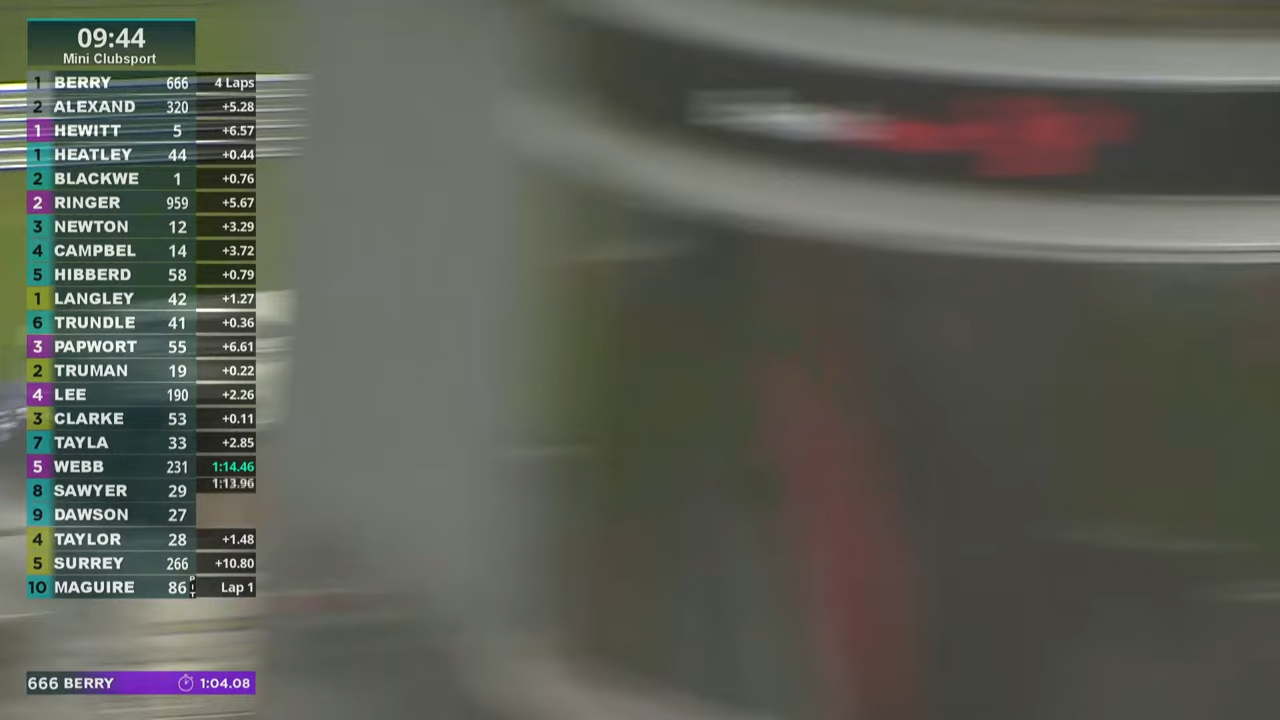 09:44
Mini Clubsport
1 BERRY 666 4 Laps
2 ALEXAND 320 +5.28
1 HEWITT 5 +6.57
1 HEATLEY 44 +0.44
2 BLACKWE 1 +0.76
2 RINGER 959 +5.67
3 NEWTON 12 +3.29
4 CAMPBEL 14 +3.72
5 HIBBERD 58 +0.79
1 LANGLEY 42 +1.27
6 TRUNDLE 41 +0.36
3 PAPWORT 55 +6.61
2 TRUMAN 19 +0.22
4 LEE 190 +2.26
3 CLARKE 53 +0.11
7 TAYLA 33 +2.85
5 WEBB 231 1:14.46
8 SAWYER 29 1:13.96
9 DAWSON 27
4 TAYLOR 28 +1.48
5 SURREY 266 +10.80
10 MAGUIRE 86 PIT Lap 1
666 BERRY 1:04.08